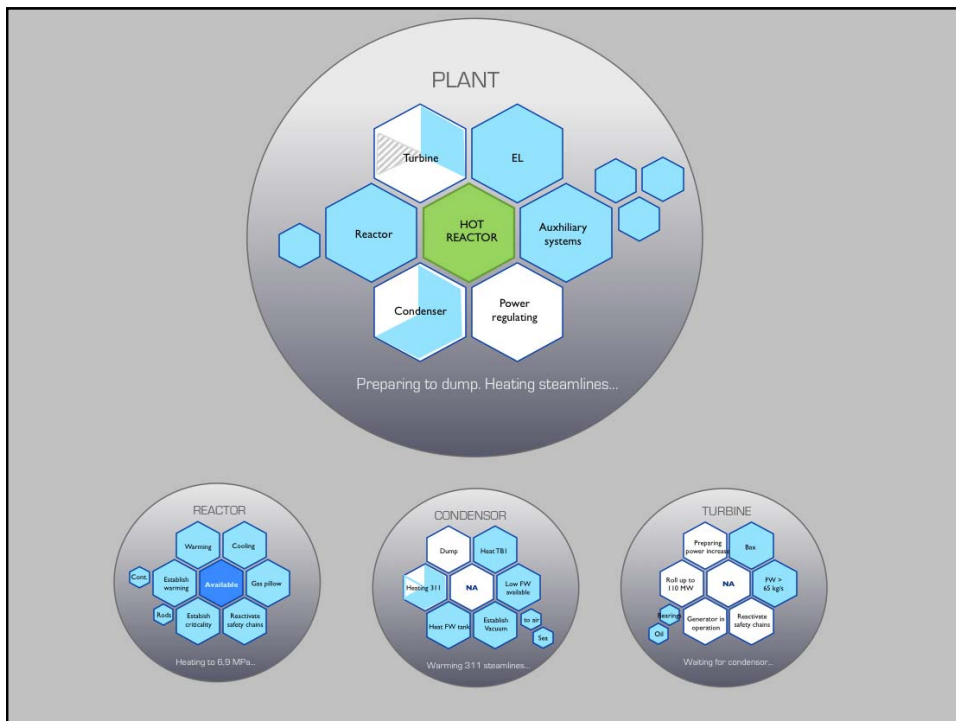 PLANT
Turbine
EL
Reactor
HOT
REACTOR
Auxhiliary
systems
Condenser
Power
regulating
Preparing to dump. Heating steamlines...
REACTOR
Warming
Cooling
Cont.
Establish
warming
Available
Gas pillow
Rods
Estabish
criticality
Reactivate
safety chains
Heating to 6,9 MPa...
CONDENSOR
Dump
Heat TB1
Heating 311
NA
Low FW
available
Heat FW tank
Establish
Vacuum
to air
Sea
Warming 311 steamlines...
TURBINE
Preparing
power increase
Box
Roll up to
110 MW
NA
FW >
65 kg/s
Bearings
Oil
Generator in
operation
Reactivate
safety chains
Waiting for condensor...